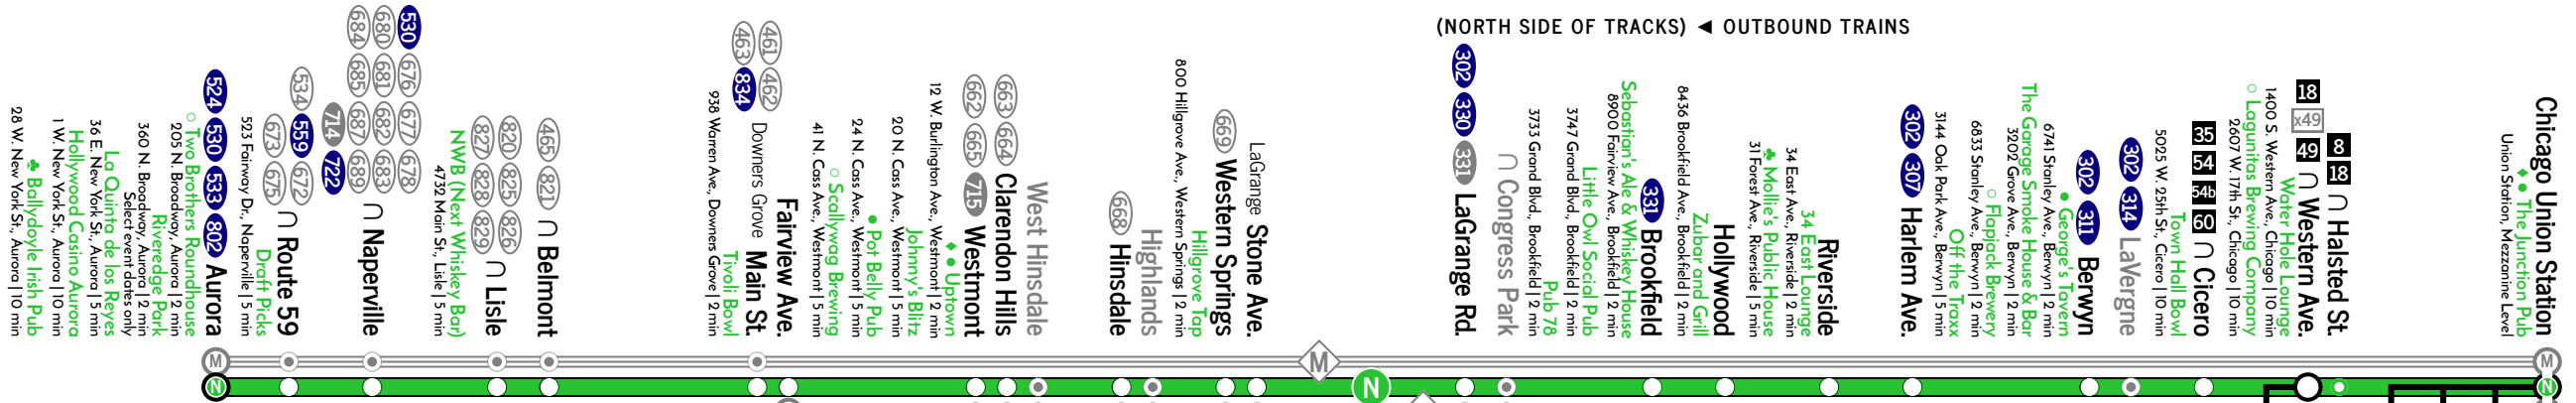 (NORTH SIDE OF TRACKS) ◄ OUTBOUND TRAINS
Chicago Union Station
♦ ● The Junction Pub
Union Station, Mezzanine Level
8 18 ∩ Halsted St.
18 x49 49 ∩ Western Ave.
Water Hole Lounge
1400 S. Western Ave., Chicago | 10 min
○ Lagunitas Brewing Company
2607 W. 17th St., Chicago | 10 min
35 54 54b 60 ∩ Cicero
Town Hall Bowl
5025 W. 25th St., Cicero | 10 min
302 314 LaVergne
302 311 Berwyn
● George's Tavern
6741 Stanley Ave., Berwyn | 2 min
The Garage Smoke House & Bar
3202 Grove Ave., Berwyn | 2 min
○ Flapjack Brewery
6833 Stanley Ave., Berwyn | 2 min
Off the Traxx
3144 Oak Park Ave., Berwyn | 5 min
302 307 Harlem Ave.
Riverside
34 East Lounge
34 East Ave., Riverside | 2 min
♣ Mollie's Public House
31 Forest Ave., Riverside | 5 min
Hollywood
Zubar and Grill
8436 Brookfield Ave., Brookfield | 2 min
331 Brookfield
Sebastian's Ale & Whiskey House
8900 Fairview Ave., Brookfield | 2 min
Little Owl Social Pub
3747 Grand Blvd., Brookfield | 2 min
Pub 78
3733 Grand Blvd., Brookfield | 2 min
∩ Congress Park
302 330 331 LaGrange Rd.
LaGrange Stone Ave.
669 Western Springs
Hillgrove Tap
800 Hillgrove Ave., Western Springs | 2 min
Highlands
668 Hinsdale
West Hinsdale
663 664 Clarendon Hills
662 665 715 Westmont
♦ ● Uptown
12 W. Burlington Ave., Westmont | 2 min
Johnny's Blitz
20 N. Cass Ave., Westmont | 5 min
● Pot Belly Pub
24 N. Cass Ave., Westmont | 5 min
○ Scallywag Brewing
41 N. Cass Ave., Westmont | 5 min
Fairview Ave.
461 462
463 834
Downers Grove Main St.
Tivoli Bowl
938 Warren Ave., Downers Grove | 2 min
465 821 ∩ Belmont
820 825 826
827 828 829
∩ Lisle
NWB (Next Whiskey Bar)
4732 Main St., Lisle | 5 min
530 676 677 678
680 681 682 683
684 685 687 689
714 722
∩ Naperville
534 559 672
673 675
∩ Route 59
Draft Picks
523 Fairway Dr., Naperville | 5 min
524 530 533 802 Aurora
○ Two Brothers Roundhouse
205 N. Broadway, Aurora | 2 min
Riveredge Park
Select event dates only
360 N. Broadway, Aurora | 2 min
La Quinta de los Reyes
36 E. New York St., Aurora | 5 min
Hollywood Casino Aurora
1 W. New York St., Aurora | 10 min
♣ Ballydoyle Irish Pub
28 W. New York St., Aurora | 10 min
M M M
N N N